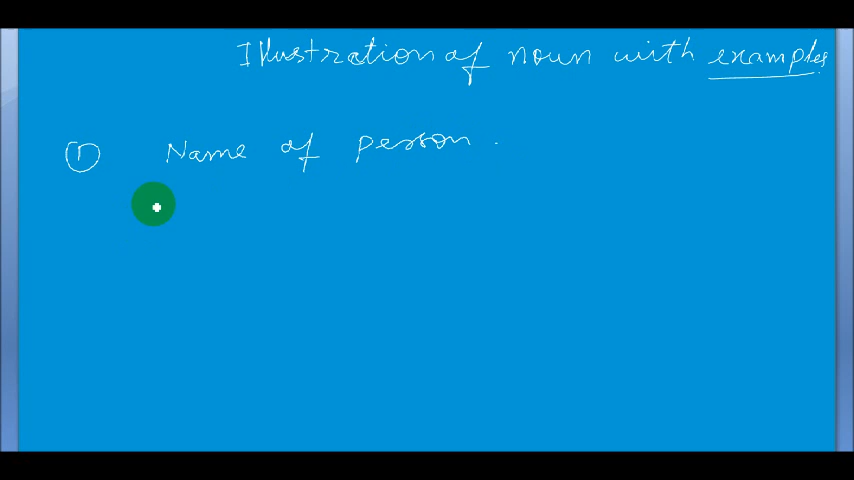 Illustration of noun with examples
① Name of person.